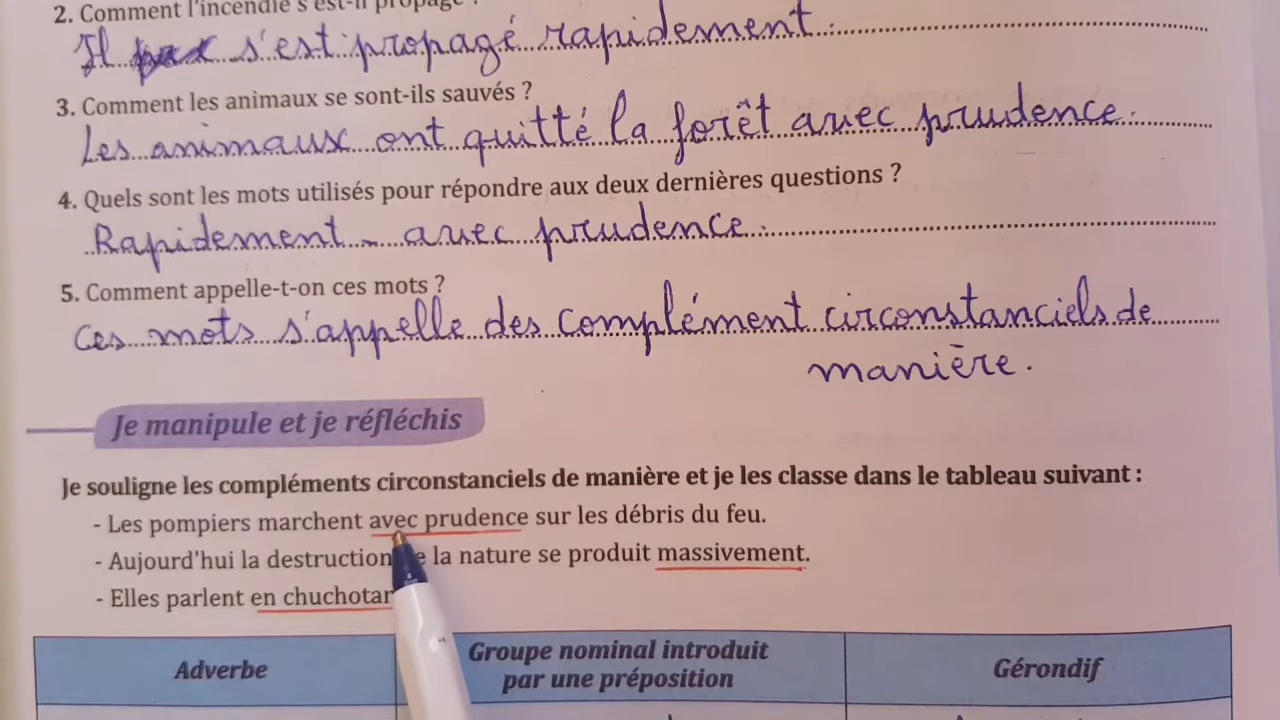 2. Comment l'incendie s'est-il propagé ?
Il s'est propagé rapidement.
3. Comment les animaux se sont-ils sauvés ?
Les animaux ont quitté la forêt avec prudence.
4. Quels sont les mots utilisés pour répondre aux deux dernières questions ?
Rapidement - avec prudence.
5. Comment appelle-t-on ces mots ?
Ces mots s'appelle des complément circonstanciels de
manière.
Je manipule et je réfléchis
Je souligne les compléments circonstanciels de manière et je les classe dans le tableau suivant :
- Les pompiers marchent avec prudence sur les débris du feu.
- Aujourd'hui la destruction la nature se produit massivement.
- Elles parlent en
Adverbe
Groupe nominal introduit
par une préposition
Gérondif